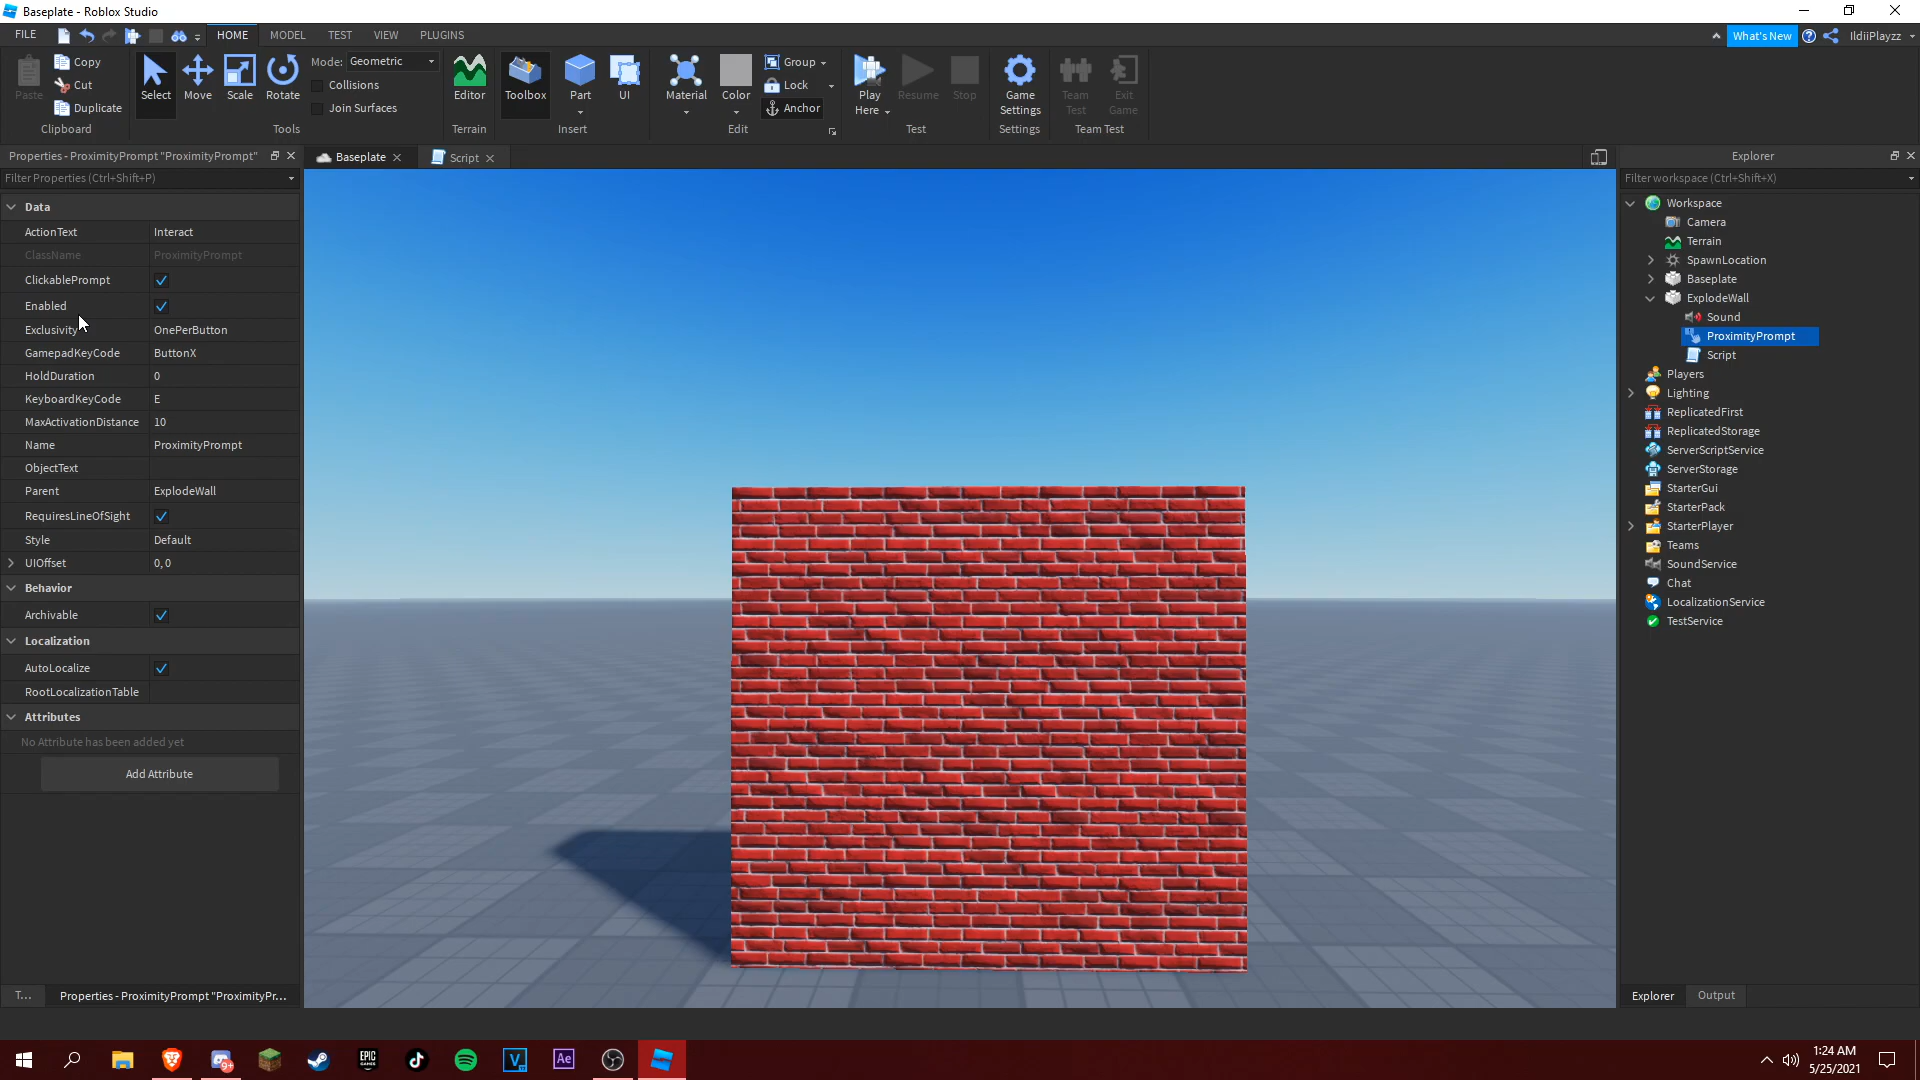 Baseplate - Roblox Studio
FILE
HOME
MODEL
TEST
VIEW
PLUGINS
What's New
IldiiPlayzz
Paste
Copy
Cut
Duplicate
Clipboard
Select
Move
Scale
Rotate
Mode:
Geometric
Collisions
Join Surfaces
Tools
Editor
Terrain
Toolbox
Part
UI
Insert
Material
Color
Group
Lock
Anchor
Edit
Play
Here
Resume
Stop
Test
Game
Settings
Settings
Team
Test
Exit
Game
Team Test
Properties - ProximityPrompt "ProximityPrompt"
Filter Properties (Ctrl+Shift+P)
Data
ActionText Interact
ClassName ProximityPrompt
ClickablePrompt
Enabled
Exclusivity OnePerButton
GamepadKeyCode ButtonX
HoldDuration 0
KeyboardKeyCode E
MaxActivationDistance 10
Name ProximityPrompt
ObjectText
Parent ExplodeWall
RequiresLineOfSight
Style Default
UIOffset 0, 0
Behavior
Archivable
Localization
AutoLocalize
RootLocalizationTable
Attributes
No Attribute has been added yet
Add Attribute
T...
Properties - ProximityPrompt "ProximityPr...
Baseplate
Script
Explorer
Filter workspace (Ctrl+Shift+X)
Workspace
Camera
Terrain
SpawnLocation
Baseplate
ExplodeWall
Sound
ProximityPrompt
Script
Players
Lighting
ReplicatedFirst
ReplicatedStorage
ServerScriptService
ServerStorage
StarterGui
StarterPack
StarterPlayer
Teams
SoundService
Chat
LocalizationService
TestService
Explorer
Output
9+
EPIC
GAMES
V
Ae
1:24 AM
5/25/2021